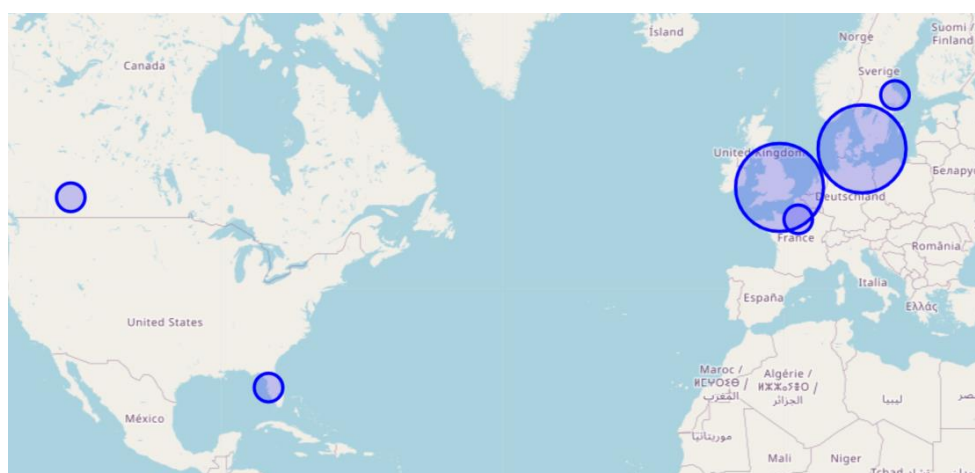 Ísland
Suomi /
Finland
Norge
Canada
Sverige
United Kingdom
Беларусь
Deutschland
France
România
Italia
España
Ελλάς
United States
Maroc /
ⵍⵎⵖⵔⵉⴱ /
المغرب
Algérie /
الجزائر
ليبيا
México
موريتانيا
Mali
Niger